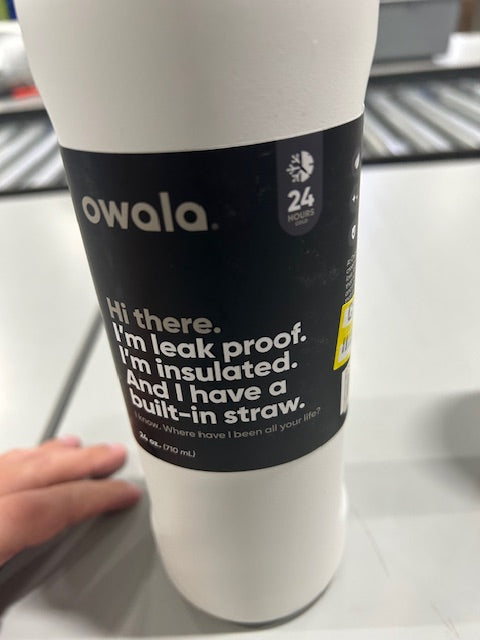 owala.
24
HOURS
COLD
Hi there.
I'm leak proof.
I'm insulated.
And I have a
built-in straw.
I know. Where have I been all your life?
24 oz. (710 mL)